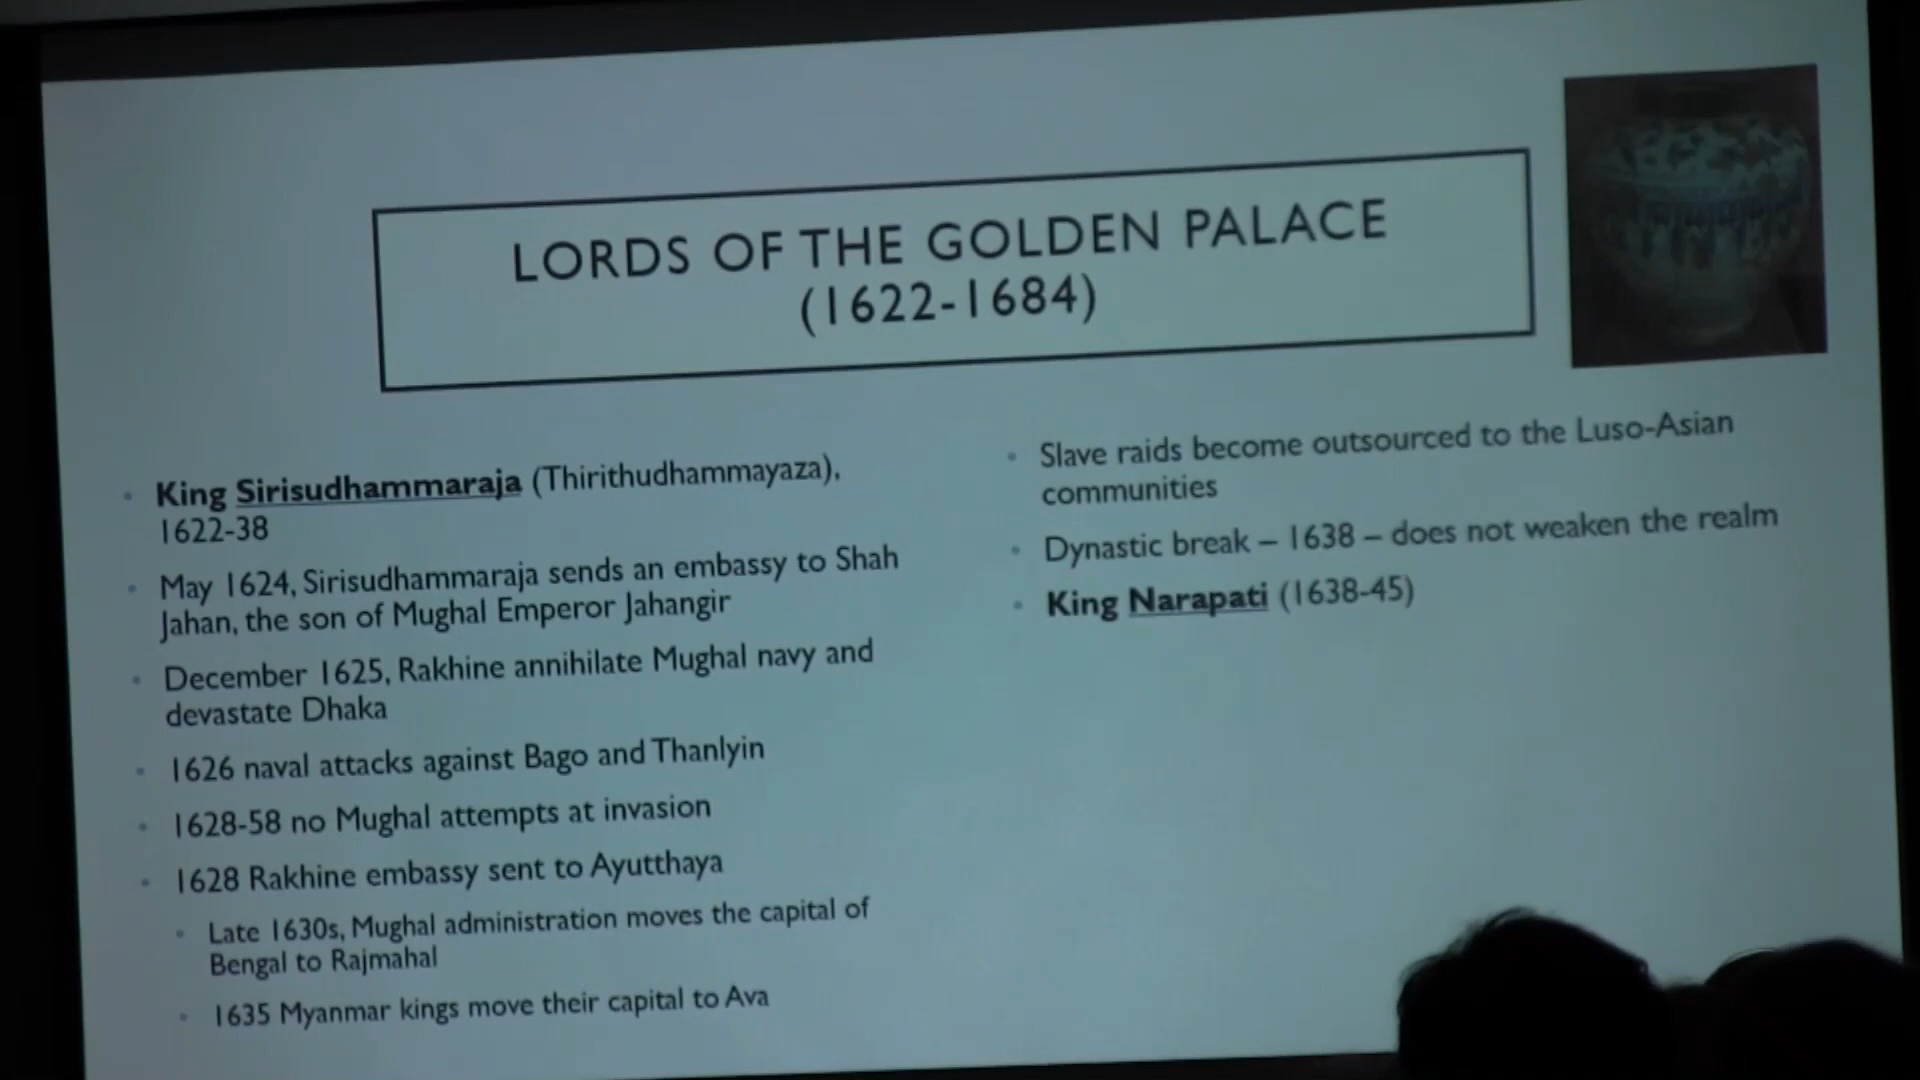 LORDS OF THE GOLDEN PALACE
(1622-1684)
King Sirisudhammaraja (Thirithudhammayaza),
1622-38
May 1624, Sirisudhammaraja sends an embassy to Shah
Jahan, the son of Mughal Emperor Jahangir
December 1625, Rakhine annihilate Mughal navy and
devastate Dhaka
1626 naval attacks against Bago and Thanlyin
1628-58 no Mughal attempts at invasion
1628 Rakhine embassy sent to Ayutthaya
Late 1630s, Mughal administration moves the capital of
Bengal to Rajmahal
1635 Myanmar kings move their capital to Ava
Slave raids become outsourced to the Luso-Asian
communities
Dynastic break – 1638 – does not weaken the realm
King Narapati (1638-45)